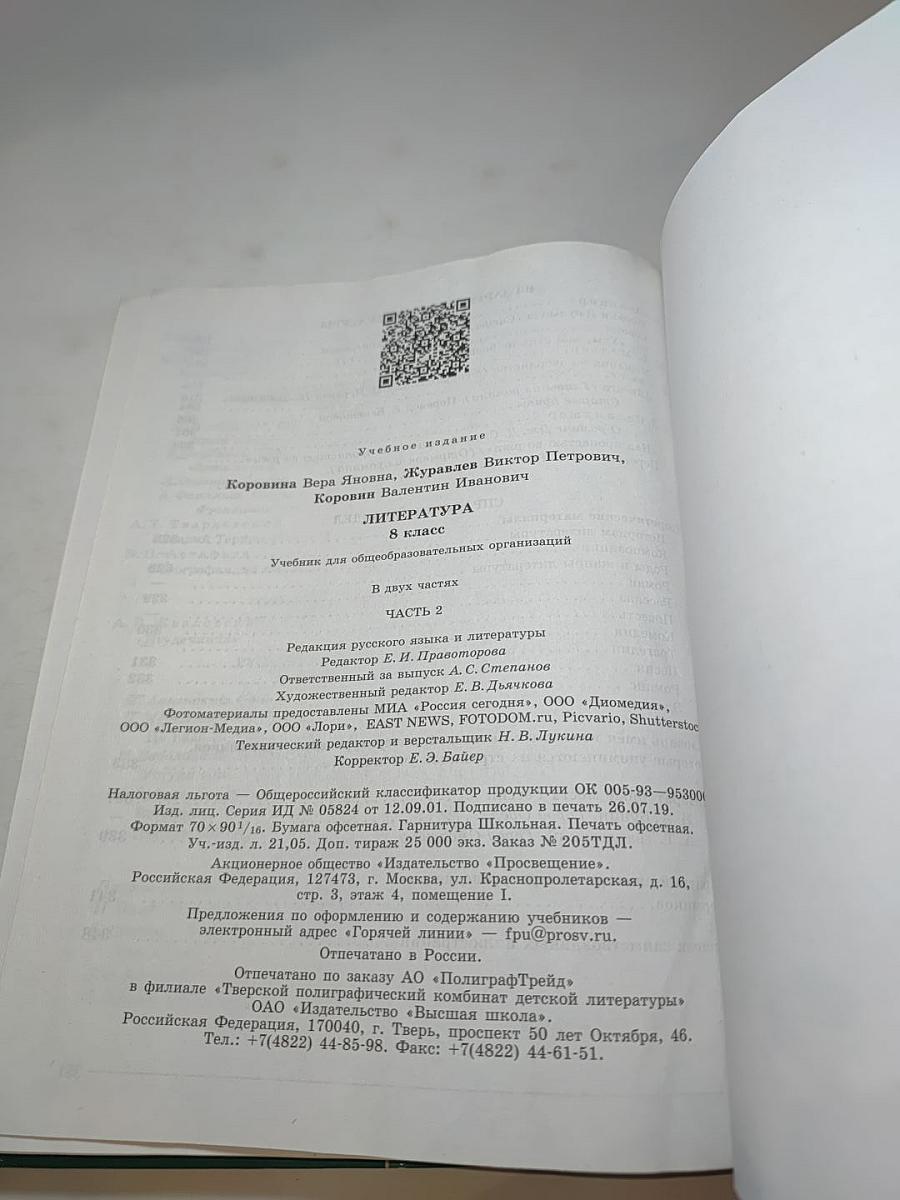 Учебное издание
Коровина Вера Яновна, Журавлев Виктор Петрович,
Коровин Валентин Иванович
ЛИТЕРАТУРА
8 класс
Учебник для общеобразовательных организаций
В двух частях
ЧАСТЬ 2
Редакция русского языка и литературы
Редактор Е. И. Правоторова
Ответственный за выпуск А. С. Степанов
Художественный редактор Е. В. Дьячкова
Фотоматериалы предоставлены МИА «Россия сегодня», ООО «Диомедия»,
ООО «Легион-Медиа», ООО «Лори», EAST NEWS, FOTODOM.ru, Picvario, Shutterstoc
Технический редактор и верстальщик Н. В. Лукина
Корректор Е. Э. Байер
Налоговая льгота — Общероссийский классификатор продукции ОК 005-93—953000
Изд. лиц. Серия ИД № 05824 от 12.09.01. Подписано в печать 26.07.19.
Формат 70×90 1/16. Бумага офсетная. Гарнитура Школьная. Печать офсетная.
Уч.-изд. л. 21,05. Доп. тираж 25 000 экз. Заказ № 205ТДЛ.
Акционерное общество «Издательство «Просвещение».
Российская Федерация, 127473, г. Москва, ул. Краснопролетарская, д. 16,
стр. 3, этаж 4, помещение I.
Предложения по оформлению и содержанию учебников —
электронный адрес «Горячей линии» — fpu@prosv.ru.
Отпечатано в России.
Отпечатано по заказу АО «ПолиграфТрейд»
в филиале «Тверской полиграфический комбинат детской литературы»
ОАО «Издательство «Высшая школа».
Российская Федерация, 170040, г. Тверь, проспект 50 лет Октября, 46.
Тел.: +7(4822) 44-85-98. Факс: +7(4822) 44-61-51.